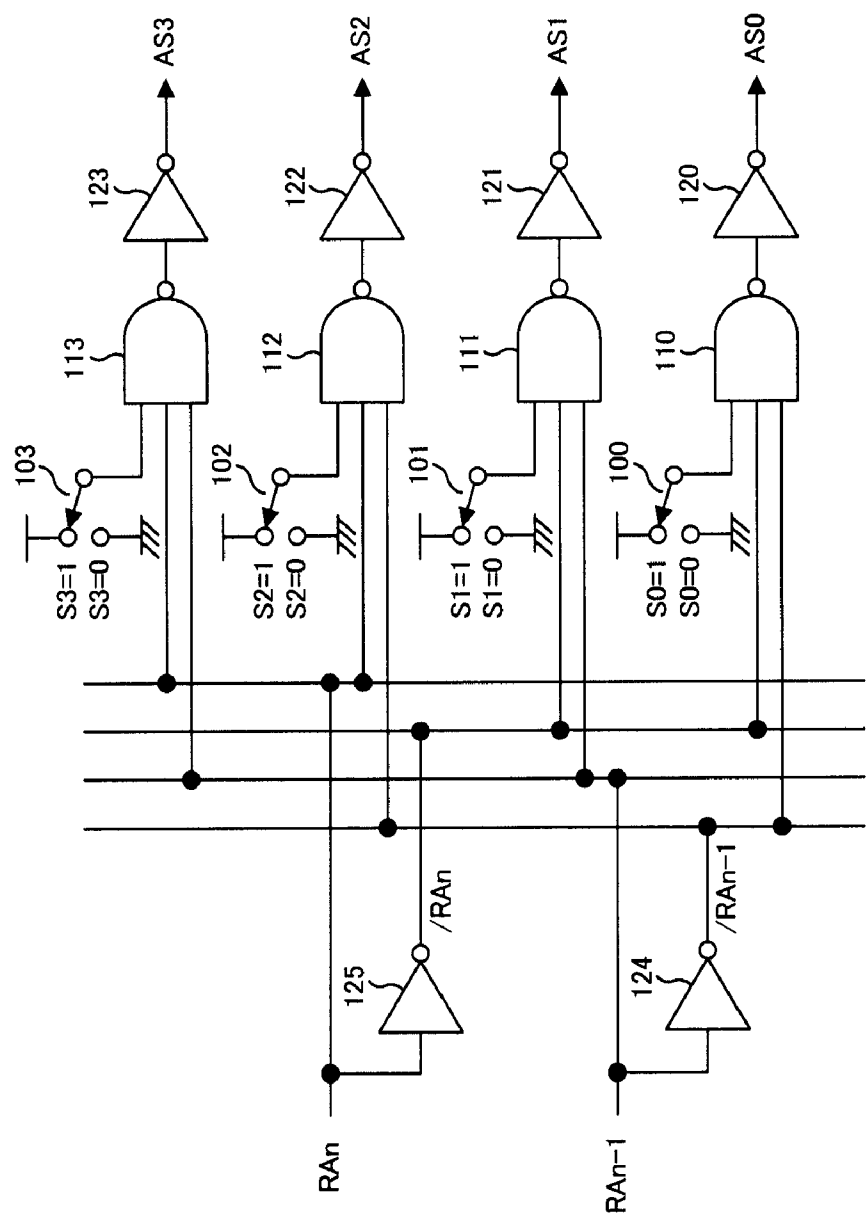 AS3
AS2
AS1
AS0
123
122
121
120
113
112
111
110
103
102
101
100
S3=1
S3=0
S2=1
S2=0
S1=1
S1=0
S0=1
S0=0
/RAn
/RAn-1
125
124
RAn
RAn-1